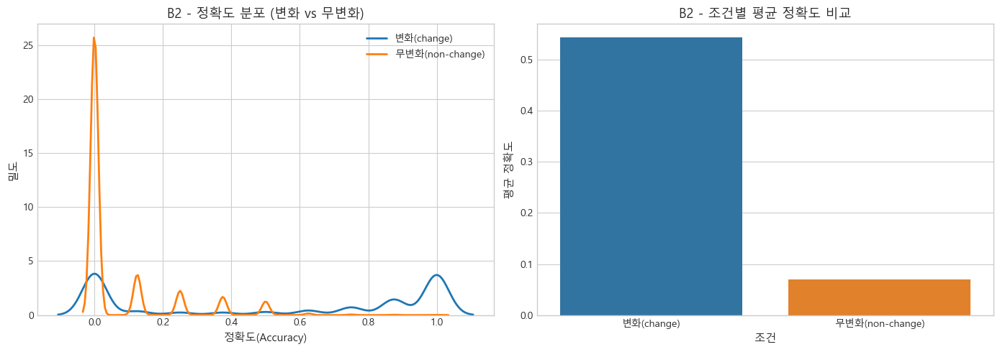 B2 - 정확도 분포 (변화 vs 무변화)
변화(change)
무변화(non-change)
25
20
15
10
5
0
밀도
0.0 0.2 0.4 0.6 0.8 1.0
정확도(Accuracy)
B2 - 조건별 평균 정확도 비교
0.5
0.4
0.3
0.2
0.1
0.0
평균 정확도
변화(change) 무변화(non-change)
조건